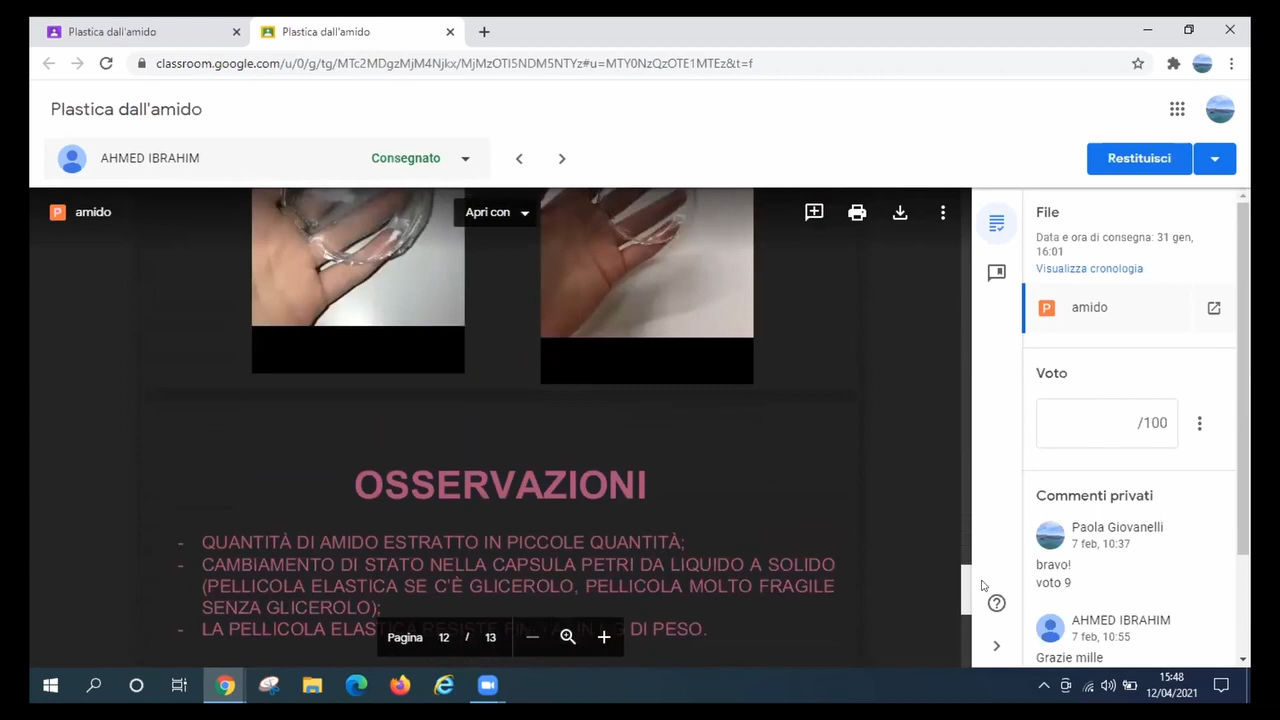 Plastica dall'amido
Plastica dall'amido
classroom.google.com/u/0/g/tg/MTc2MDgzMjM4Njkx/MjMzOTI5NDM5NTYz#u=MTY0NzQzOTE1MTEz&t=f
Plastica dall'amido
AHMED IBRAHIM
Consegnato
Restituisci
P amido
Apri con
OSSERVAZIONI
- QUANTITÀ DI AMIDO ESTRATTO IN PICCOLE QUANTITÀ;
- CAMBIAMENTO DI STATO NELLA CAPSULA PETRI DA LIQUIDO A SOLIDO
(PELLICOLA ELASTICA SE C'È GLICEROLO, PELLICOLA MOLTO FRAGILE
SENZA GLICEROLO);
- LA PELLICOLA ELASTICA RESISTE DI PESO.
Pagina 12 / 13
File
Data e ora di consegna: 31 gen,
16:01
Visualizza cronologia
P amido
Voto
/100
Commenti privati
Paola Giovanelli
7 feb, 10:37
bravo!
voto 9
AHMED IBRAHIM
7 feb, 10:55
Grazie mille
15:48
12/04/2021